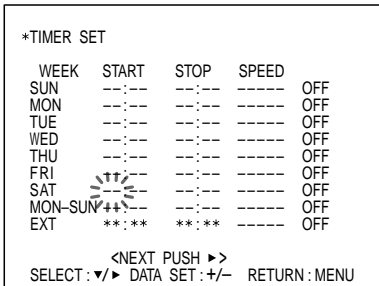 *TIMER SET
WEEK START STOP SPEED
SUN --:-- --:-- ----- OFF
MON --:-- --:-- ----- OFF
TUE --:-- --:-- ----- OFF
WED --:-- --:-- ----- OFF
THU --:-- --:-- ----- OFF
FRI ++:-- --:-- ----- OFF
SAT --:-- --:-- ----- OFF
MON–SUN ++:-- --:-- ----- OFF
EXT **:** **:** ----- OFF
<NEXT PUSH ►>
SELECT : ▼/► DATA SET : +/– RETURN : MENU